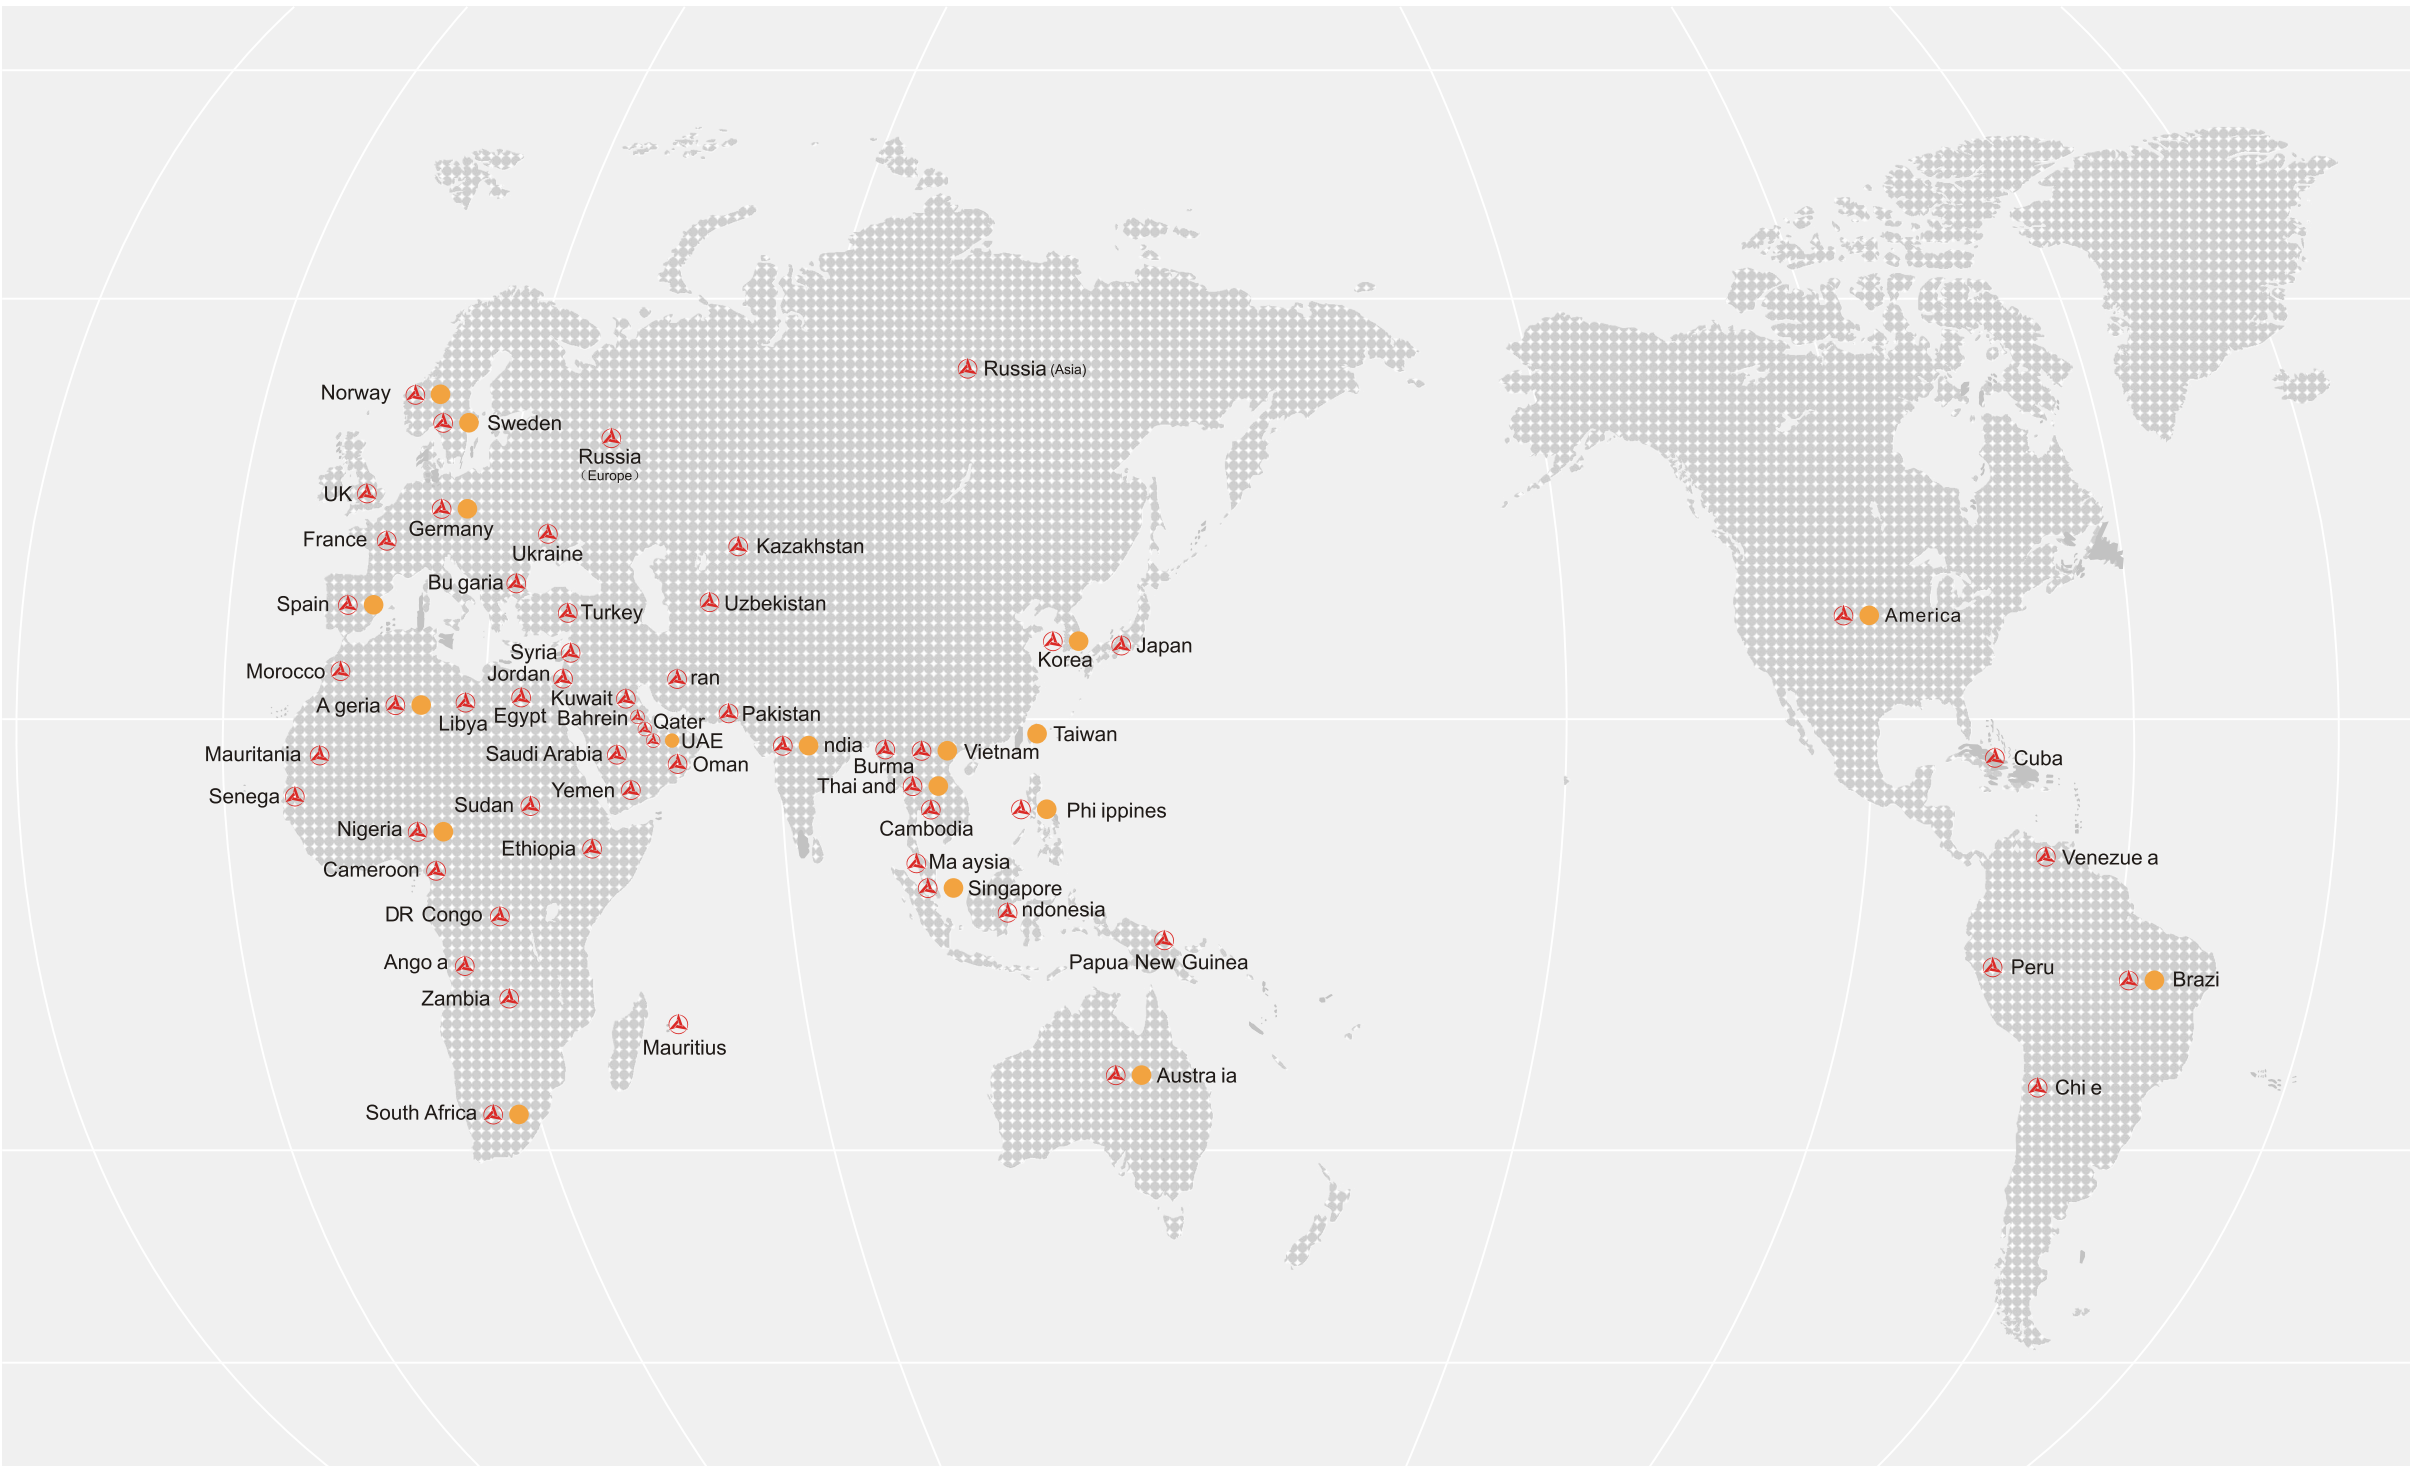 Russia (Asia)
Norway
Sweden
Russia
(Europe)
UK
Germany
France
Ukraine
Kazakhstan
Bu garia
Spain
Turkey
Uzbekistan
America
Korea
Japan
Syria
Morocco
Jordan
ran
A geria
Libya
Egypt
Kuwait
Bahrein
Qater
Pakistan
UAE
Taiwan
Mauritania
Saudi Arabia
Oman
ndia
Burma
Vietnam
Cuba
Senega
Sudan
Yemen
Thai and
Phi ippines
Nigeria
Cambodia
Ethiopia
Cameroon
Ma aysia
Venezue a
Singapore
DR Congo
ndonesia
Ango a
Papua New Guinea
Peru
Brazi
Zambia
Mauritius
Austra ia
Chi e
South Africa